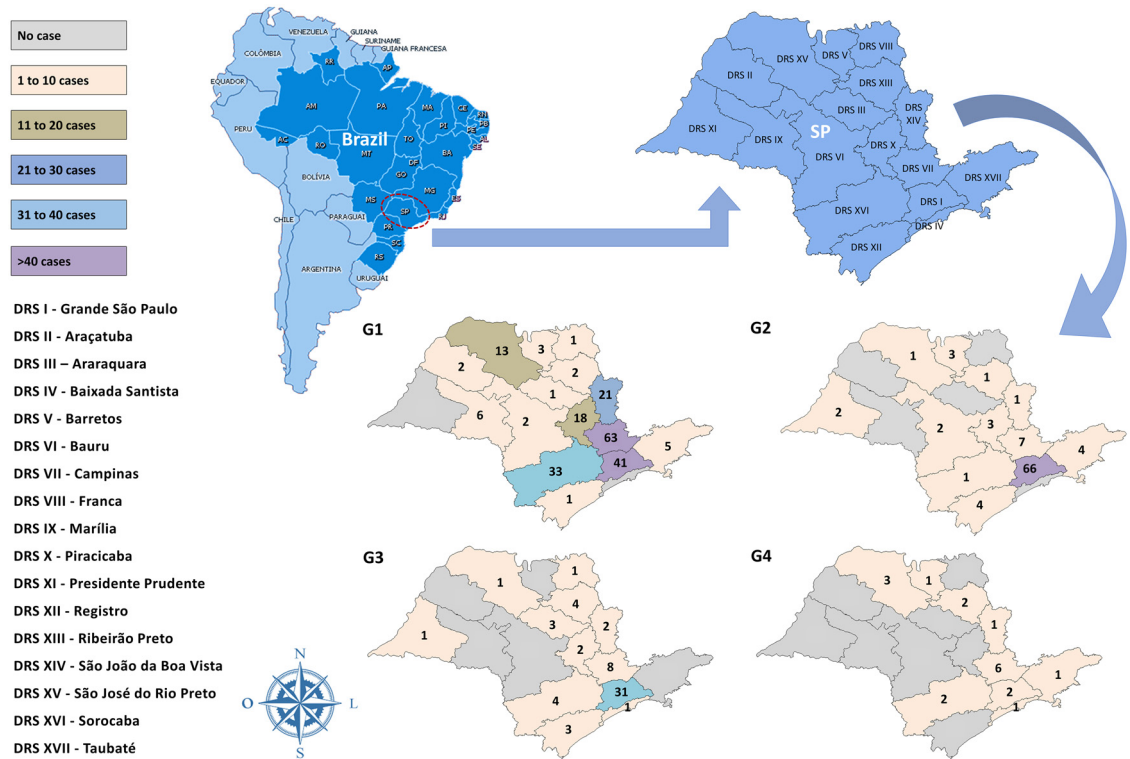 No case
1 to 10 cases
11 to 20 cases
21 to 30 cases
31 to 40 cases
>40 cases
VENEZUELA
GUIANA
SURINAME
GUIANA FRANCESA
COLÔMBIA
EQUADOR
PERU
BOLÍVIA
CHILE
PARAGUAI
ARGENTINA
URUGUAI
RR
AP
AM
PA
MA
CE
RN
PB
PE
AL
SE
PI
AC
RO
TO
BA
MT
Brazil
DF
GO
MG
ES
MS
SP
RJ
PR
SC
RS
DRS VIII
DRS V
DRS XV
DRS II
DRS XIII
DRS III
DRS
XIV
DRS XI
DRS IX
SP
DRS VI
DRS X
DRS VII
DRS XVII
DRS XVI
DRS I
DRS IV
DRS XII
DRS I - Grande São Paulo
DRS II - Araçatuba
DRS III – Araraquara
DRS IV - Baixada Santista
DRS V - Barretos
DRS VI - Bauru
DRS VII - Campinas
DRS VIII - Franca
DRS IX - Marília
DRS X - Piracicaba
DRS XI - Presidente Prudente
DRS XII - Registro
DRS XIII - Ribeirão Preto
DRS XIV - São João da Boa Vista
DRS XV - São José do Rio Preto
DRS XVI - Sorocaba
DRS XVII - Taubaté
N
O
L
S
G1
13
3
1
2
2
1
21
6
2
18
63
5
33
41
1
G2
1
3
1
1
2
2
3
7
4
1
66
4
G3
1
1
4
3
2
1
2
8
4
31
1
3
G4
3
1
2
1
6
1
2
2
1